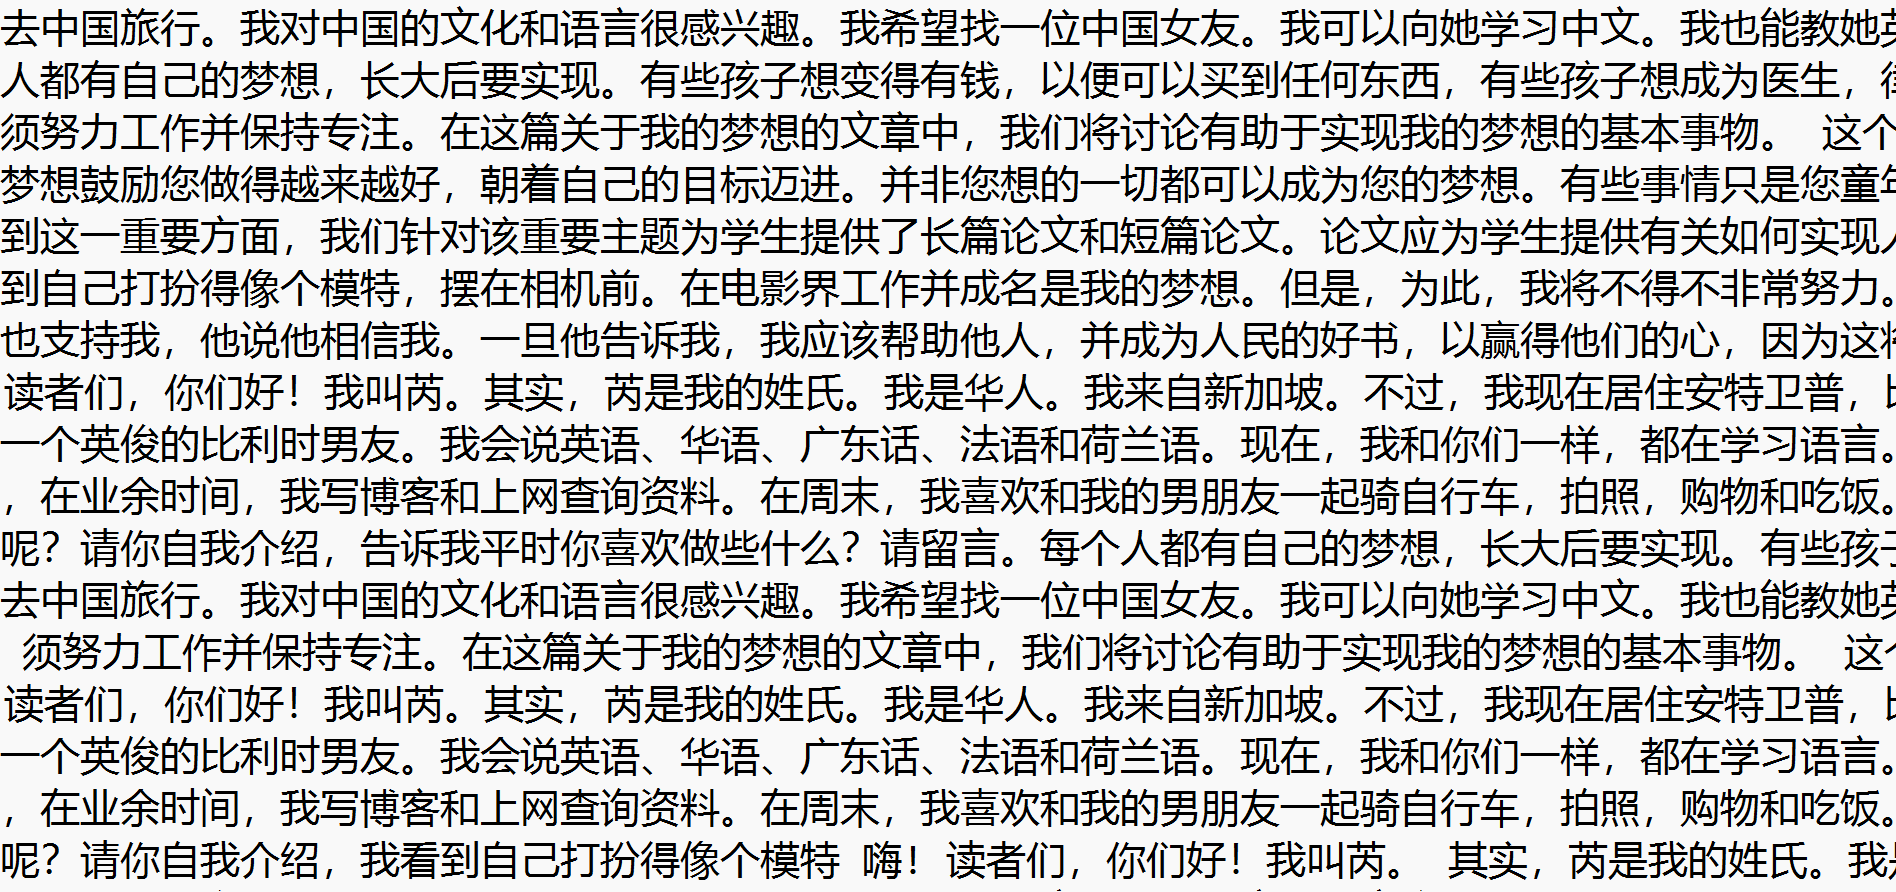 去中国旅行。我对中国的文化和语言很感兴趣。我希望找一位中国女友。我可以向她学习中文。我也能教她英
人都有自己的梦想，长大后要实现。有些孩子想变得有钱，以便可以买到任何东西，有些孩子想成为医生，律
须努力工作并保持专注。在这篇关于我的梦想的文章中，我们将讨论有助于实现我的梦想的基本事物。 这个
梦想鼓励您做得越来越好，朝着自己的目标迈进。并非您想的一切都可以成为您的梦想。有些事情只是您童年
到这一重要方面，我们针对该重要主题为学生提供了长篇论文和短篇论文。论文应为学生提供有关如何实现人
到自己打扮得像个模特，摆在相机前。在电影界工作并成名是我的梦想。但是，为此，我将不得不非常努力。
也支持我，他说他相信我。一旦他告诉我，我应该帮助他人，并成为人民的好书，以赢得他们的心，因为这将
读者们，你们好！我叫芮。其实，芮是我的姓氏。我是华人。我来自新加坡。不过，我现在居住安特卫普，比
一个英俊的比利时男友。我会说英语、华语、广东话、法语和荷兰语。现在，我和你们一样，都在学习语言。
，在业余时间，我写博客和上网查询资料。在周末，我喜欢和我的男朋友一起骑自行车，拍照，购物和吃饭。
呢？请你自我介绍，告诉我平时你喜欢做些什么？请留言。每个人都有自己的梦想，长大后要实现。有些孩子
去中国旅行。我对中国的文化和语言很感兴趣。我希望找一位中国女友。我可以向她学习中文。我也能教她英
须努力工作并保持专注。在这篇关于我的梦想的文章中，我们将讨论有助于实现我的梦想的基本事物。 这个
读者们，你们好！我叫芮。其实，芮是我的姓氏。我是华人。我来自新加坡。不过，我现在居住安特卫普，比
一个英俊的比利时男友。我会说英语、华语、广东话、法语和荷兰语。现在，我和你们一样，都在学习语言。
，在业余时间，我写博客和上网查询资料。在周末，我喜欢和我的男朋友一起骑自行车，拍照，购物和吃饭。
呢？请你自我介绍，我看到自己打扮得像个模特 嗨！读者们，你们好！我叫芮。 其实，芮是我的姓氏。我是